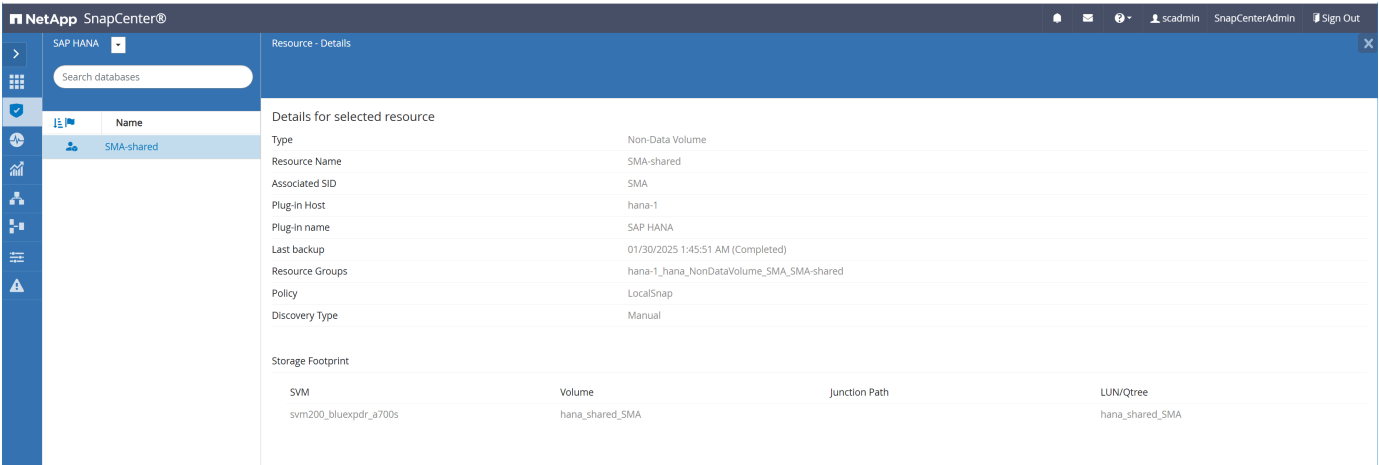 NetApp SnapCenter® scadmin SnapCenterAdmin Sign Out
SAP HANA
Resource - Details
Search databases
Name
SMA-shared
Details for selected resource
Type Non-Data Volume
Resource Name SMA-shared
Associated SID SMA
Plug-in Host hana-1
Plug-in name SAP HANA
Last backup 01/30/2025 1:45:51 AM (Completed)
Resource Groups hana-1_hana_NonDataVolume_SMA_SMA-shared
Policy LocalSnap
Discovery Type Manual
Storage Footprint
SVM Volume Junction Path LUN/Qtree
svm200_bluexpdr_a700s hana_shared_SMA hana_shared_SMA